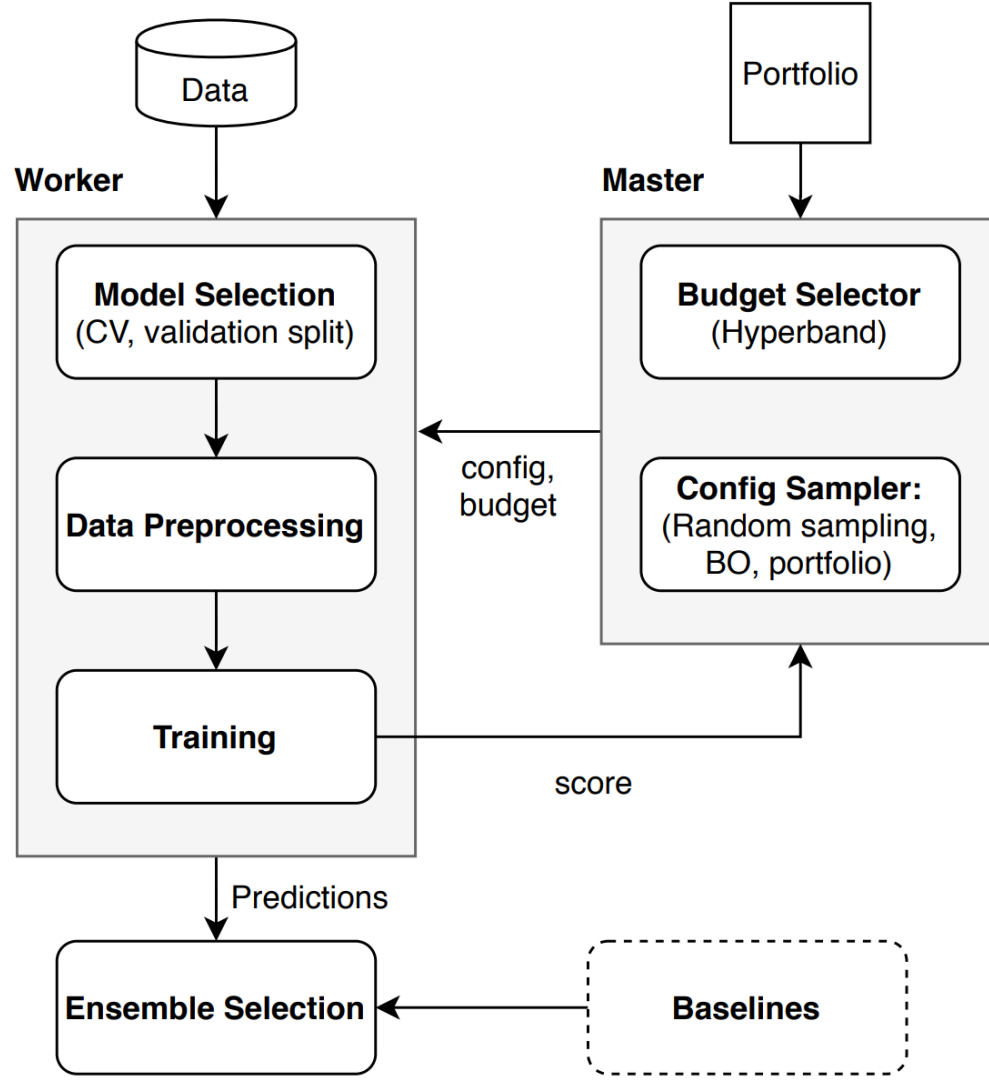 Data
Portfolio
Worker
Master
Model Selection
(CV, validation split)
Budget Selector
(Hyperband)
config,
budget
Data Preprocessing
Config Sampler:
(Random sampling,
BO, portfolio)
Training
score
Predictions
Ensemble Selection
Baselines